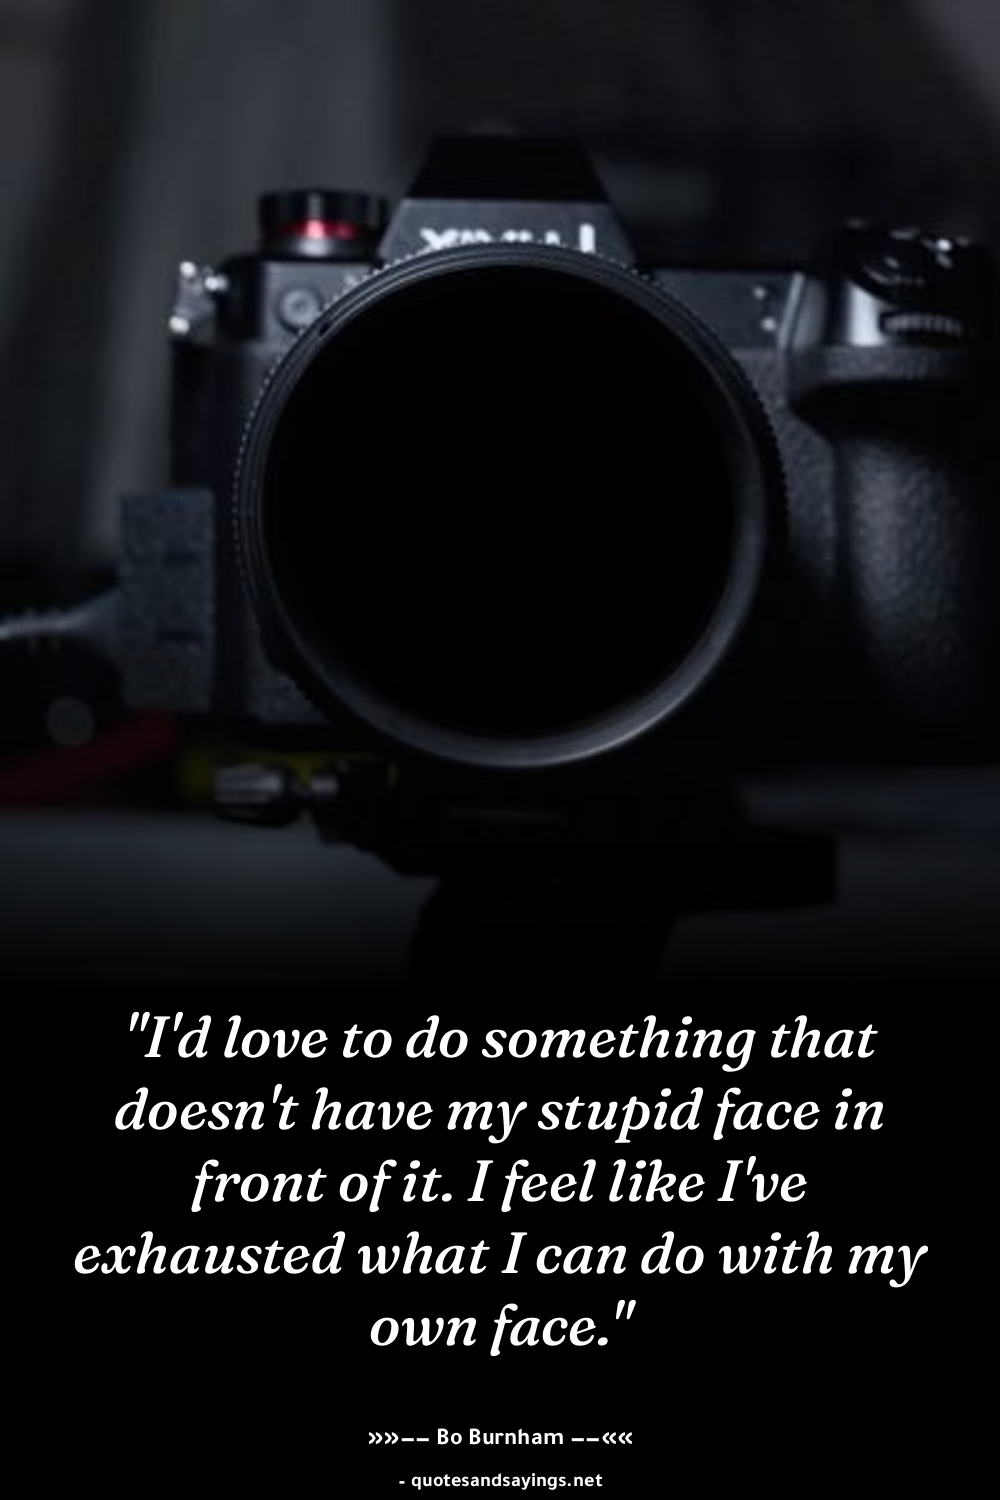 "I'd love to do something that
doesn't have my stupid face in
front of it. I feel like I've
exhausted what I can do with my
own face."
»»–– Bo Burnham ––««
- quotesandsayings.net